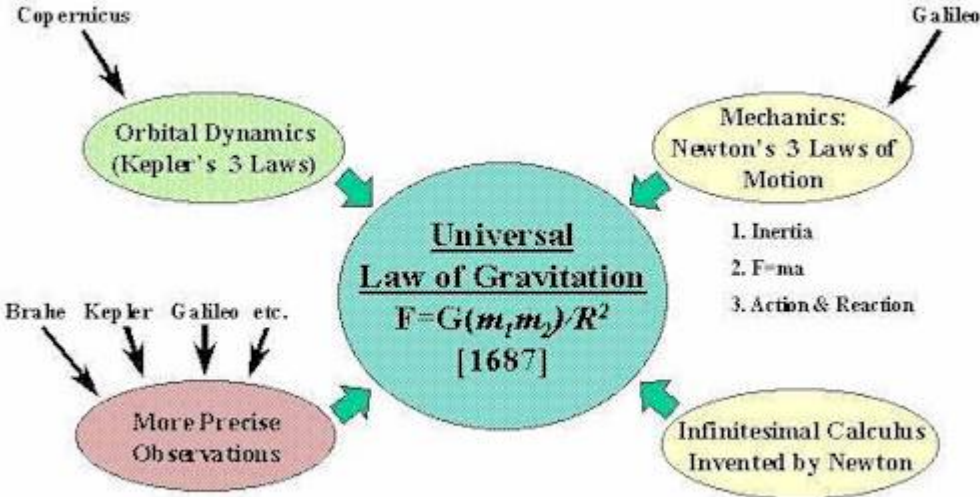 Copernicus
Galileo
Orbital Dynamics
(Kepler's 3 Laws)
Mechanics:
Newton's 3 Laws of
Motion
Universal
Law of Gravitation
F=G(m₁m₂)/R²
[1687]
1. Inertia
2. F=ma
3. Action & Reaction
Brahe Kepler Galileo etc.
More Precise
Observations
Infinitesimal Calculus
Invented by Newton